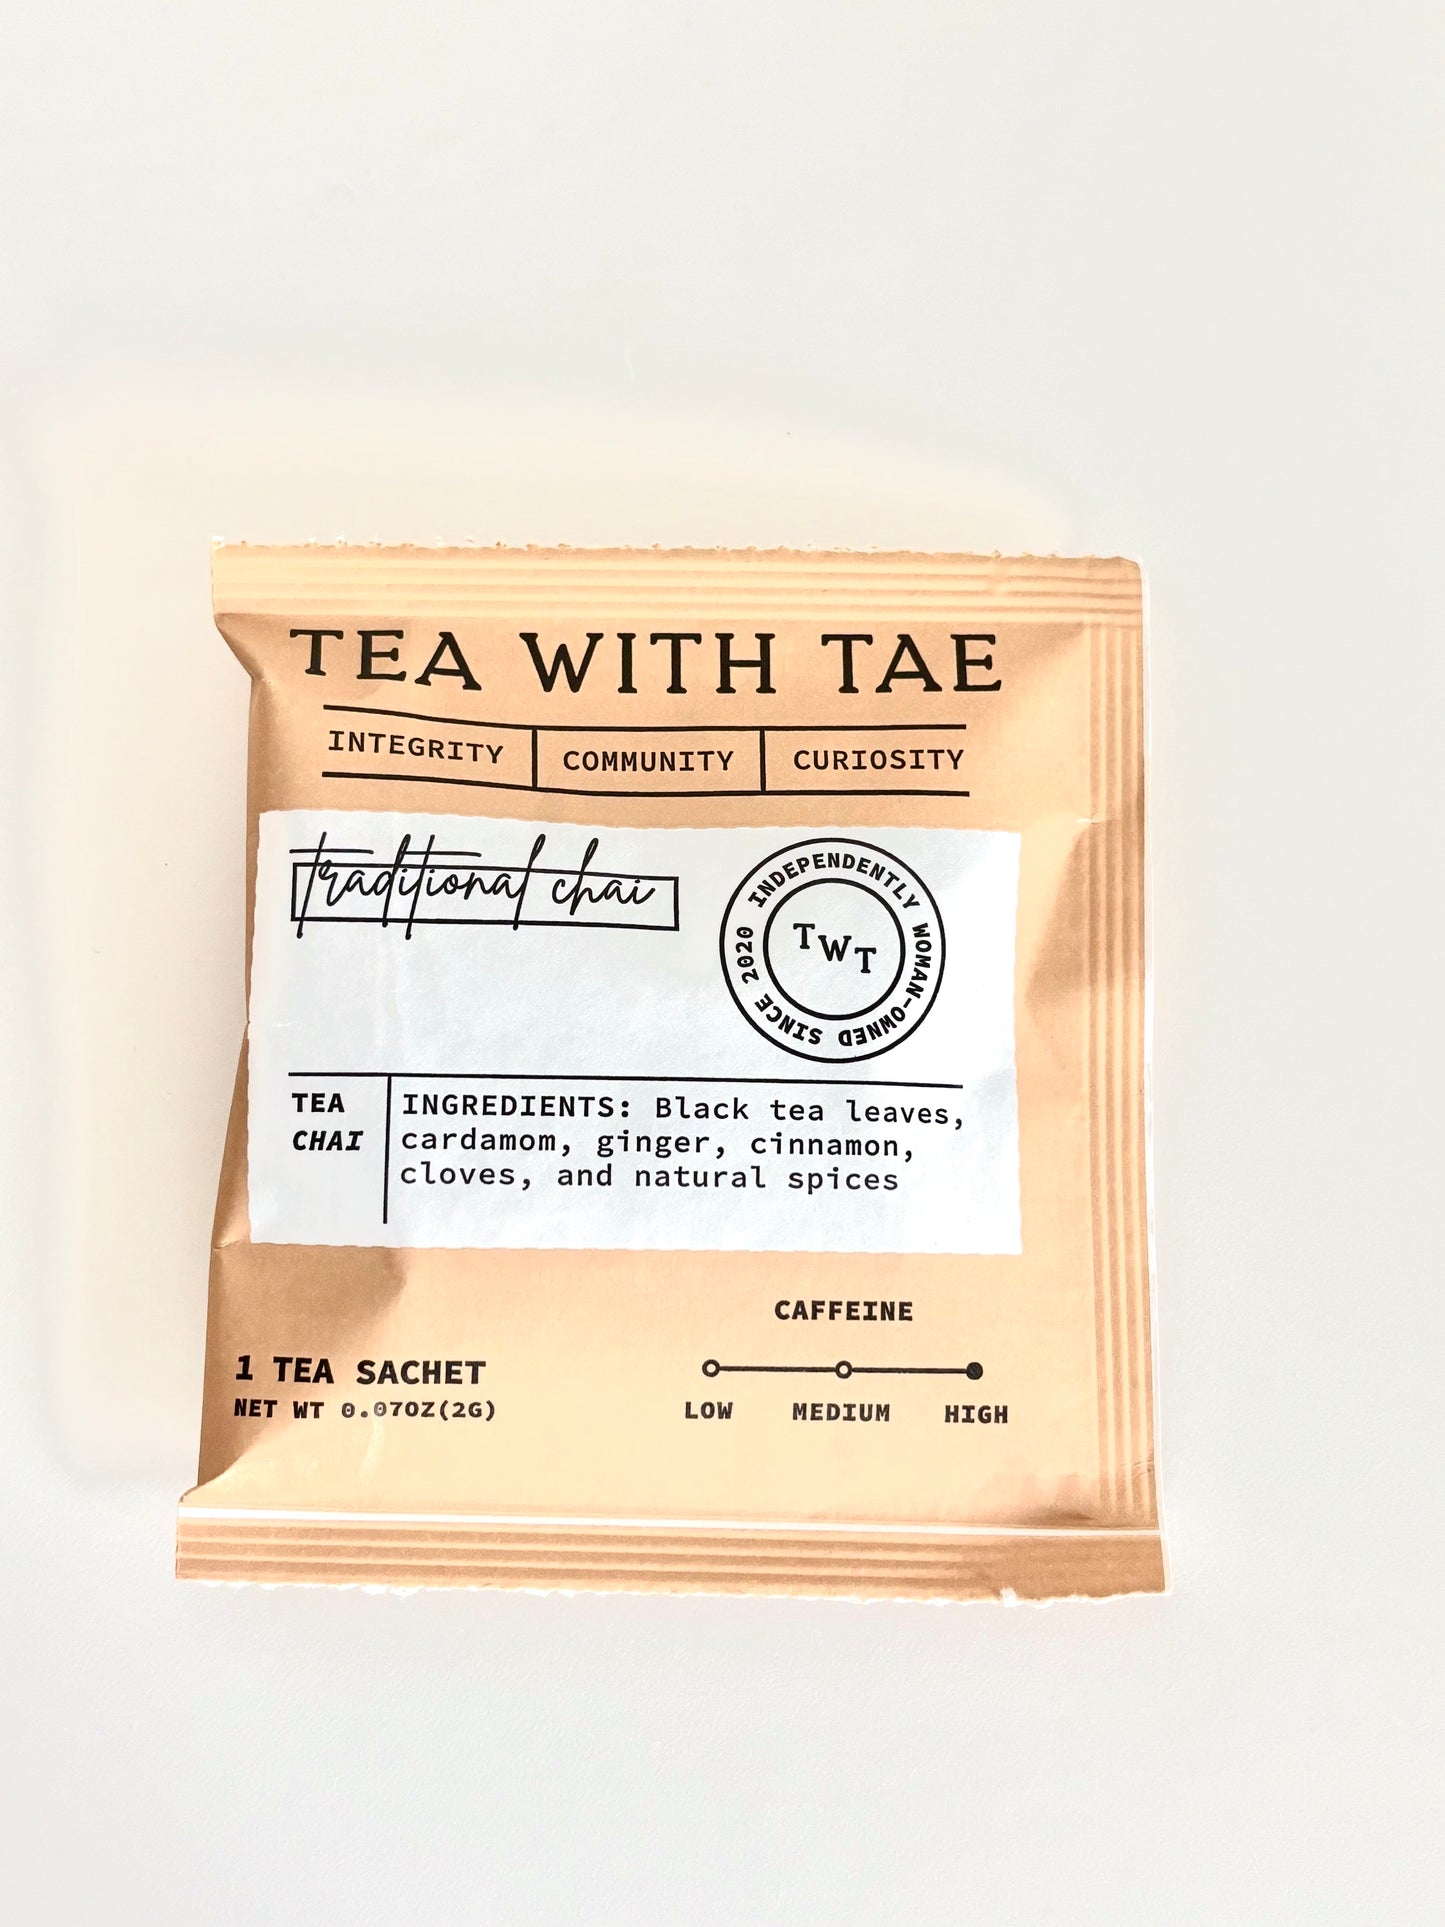 TEA WITH TAE
INTEGRITY COMMUNITY CURIOSITY
traditional chai
INDEPENDENTLY WOMAN-OWNED SINCE 2020
TWT
TEA
CHAI
INGREDIENTS: Black tea leaves,
cardamom, ginger, cinnamon,
cloves, and natural spices
CAFFEINE
LOW MEDIUM HIGH
1 TEA SACHET
NET WT 0.07OZ(2G)